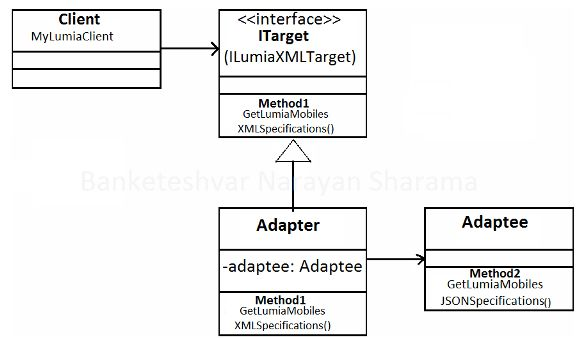 Client
MyLumiaClient
<<interface>>
ITarget
(ILumiaXMLTarget)
Method1
GetLumiaMobiles
XMLSpecifications()
Banketeshvar Narayan Sharama
Adapter
-adaptee: Adaptee
Method1
GetLumiaMobiles
XMLSpecifications()
Adaptee
Method2
GetLumiaMobiles
JSONSpecifications()